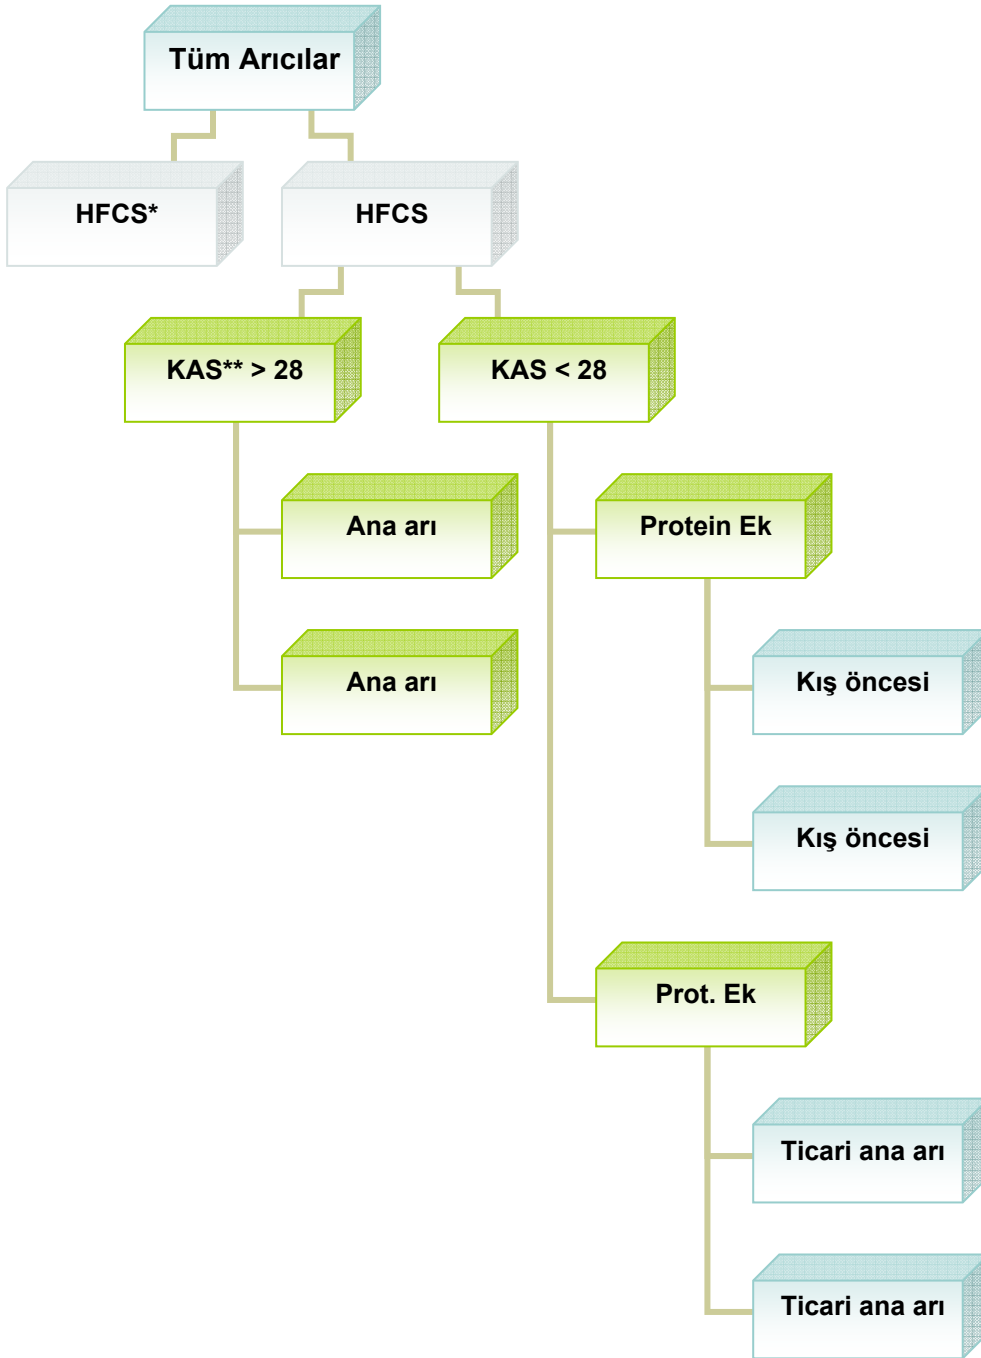 Tüm Arıcılar
HFCS*
HFCS
KAS** > 28
KAS < 28
Ana arı
Protein Ek
Ana arı
Kış öncesi
Kış öncesi
Prot. Ek
Ticari ana arı
Ticari ana arı